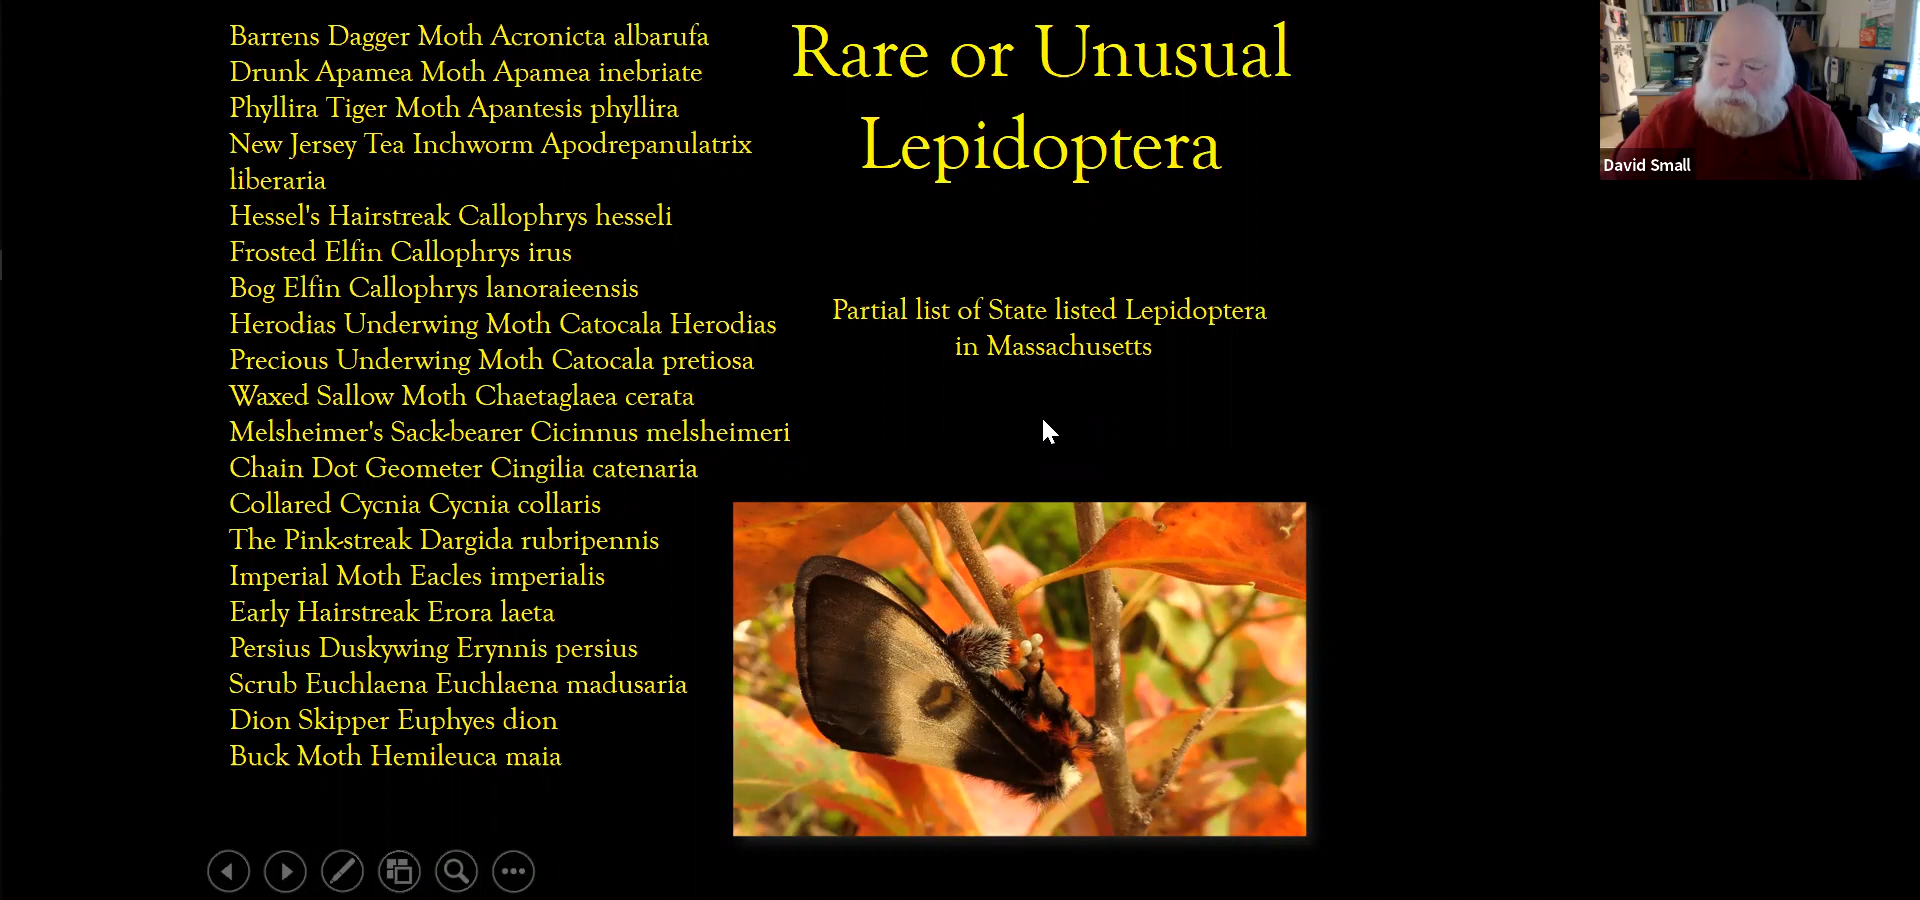 Barrens Dagger Moth Acronicta albarufa
Drunk Apamea Moth Apamea inebriate
Phyllira Tiger Moth Apantesis phyllira
New Jersey Tea Inchworm Apodrepanulatrix
liberaria
Hessel's Hairstreak Callophrys hesseli
Frosted Elfin Callophrys irus
Bog Elfin Callophrys lanoraieensis
Herodias Underwing Moth Catocala Herodias
Precious Underwing Moth Catocala pretiosa
Waxed Sallow Moth Chaetaglaea cerata
Melsheimer's Sack-bearer Cicinnus melsheimeri
Chain Dot Geometer Cingilia catenaria
Collared Cycnia Cycnia collaris
The Pink-streak Dargida rubripennis
Imperial Moth Eacles imperialis
Early Hairstreak Erora laeta
Persius Duskywing Erynnis persius
Scrub Euchlaena Euchlaena madusaria
Dion Skipper Euphyes dion
Buck Moth Hemileuca maia
Rare or Unusual
Lepidoptera
Partial list of State listed Lepidoptera
in Massachusetts
David Small